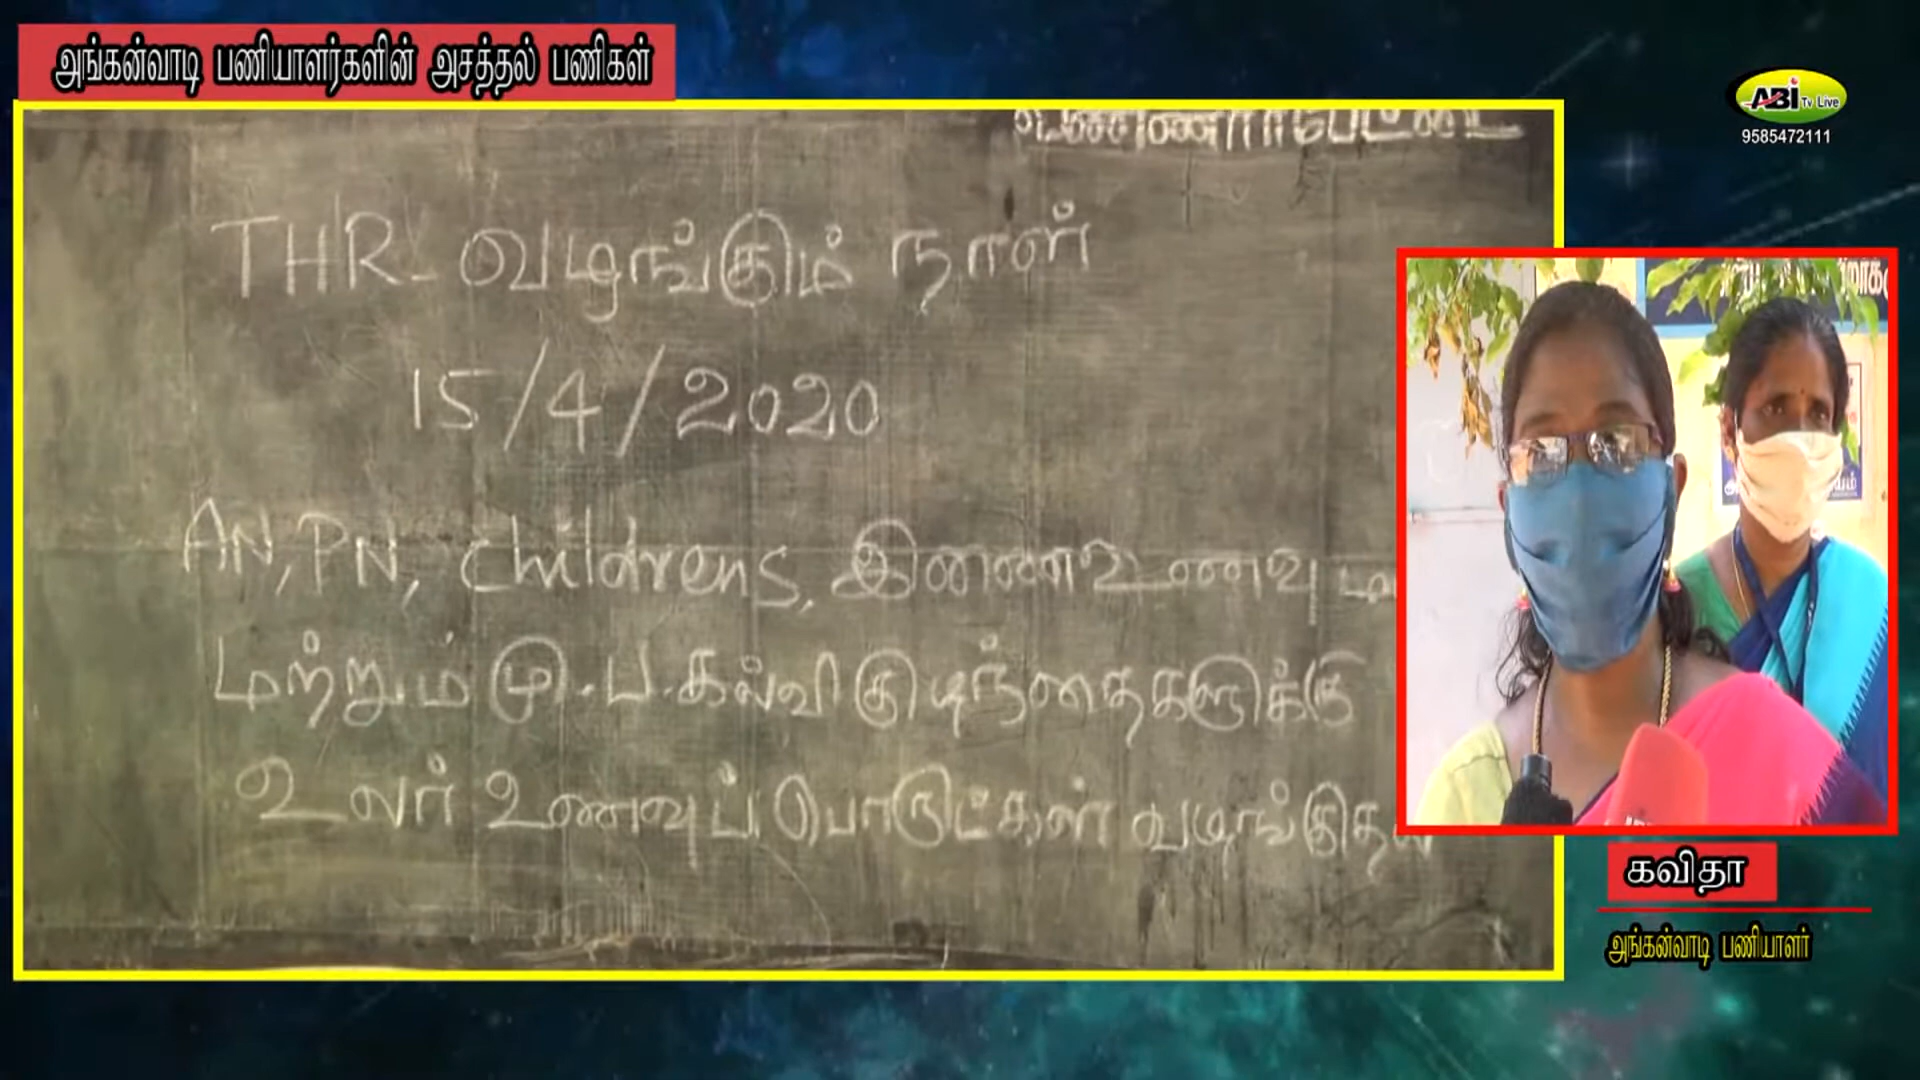 அங்கன்வாடி பணியாளர்களின் அசத்தல் பணிகள்
ABi Tv Live
9585472111
THR - வழங்கும் நாள்
15/4/2020
AN, PN, Childrens, இணைஉணவு
மற்றும் மு.ப.கல்வி குழந்தைகளுக்கு
உலர் உணவுப் பொருட்கள்
கவிதா
அங்கன்வாடி பணியாளர்